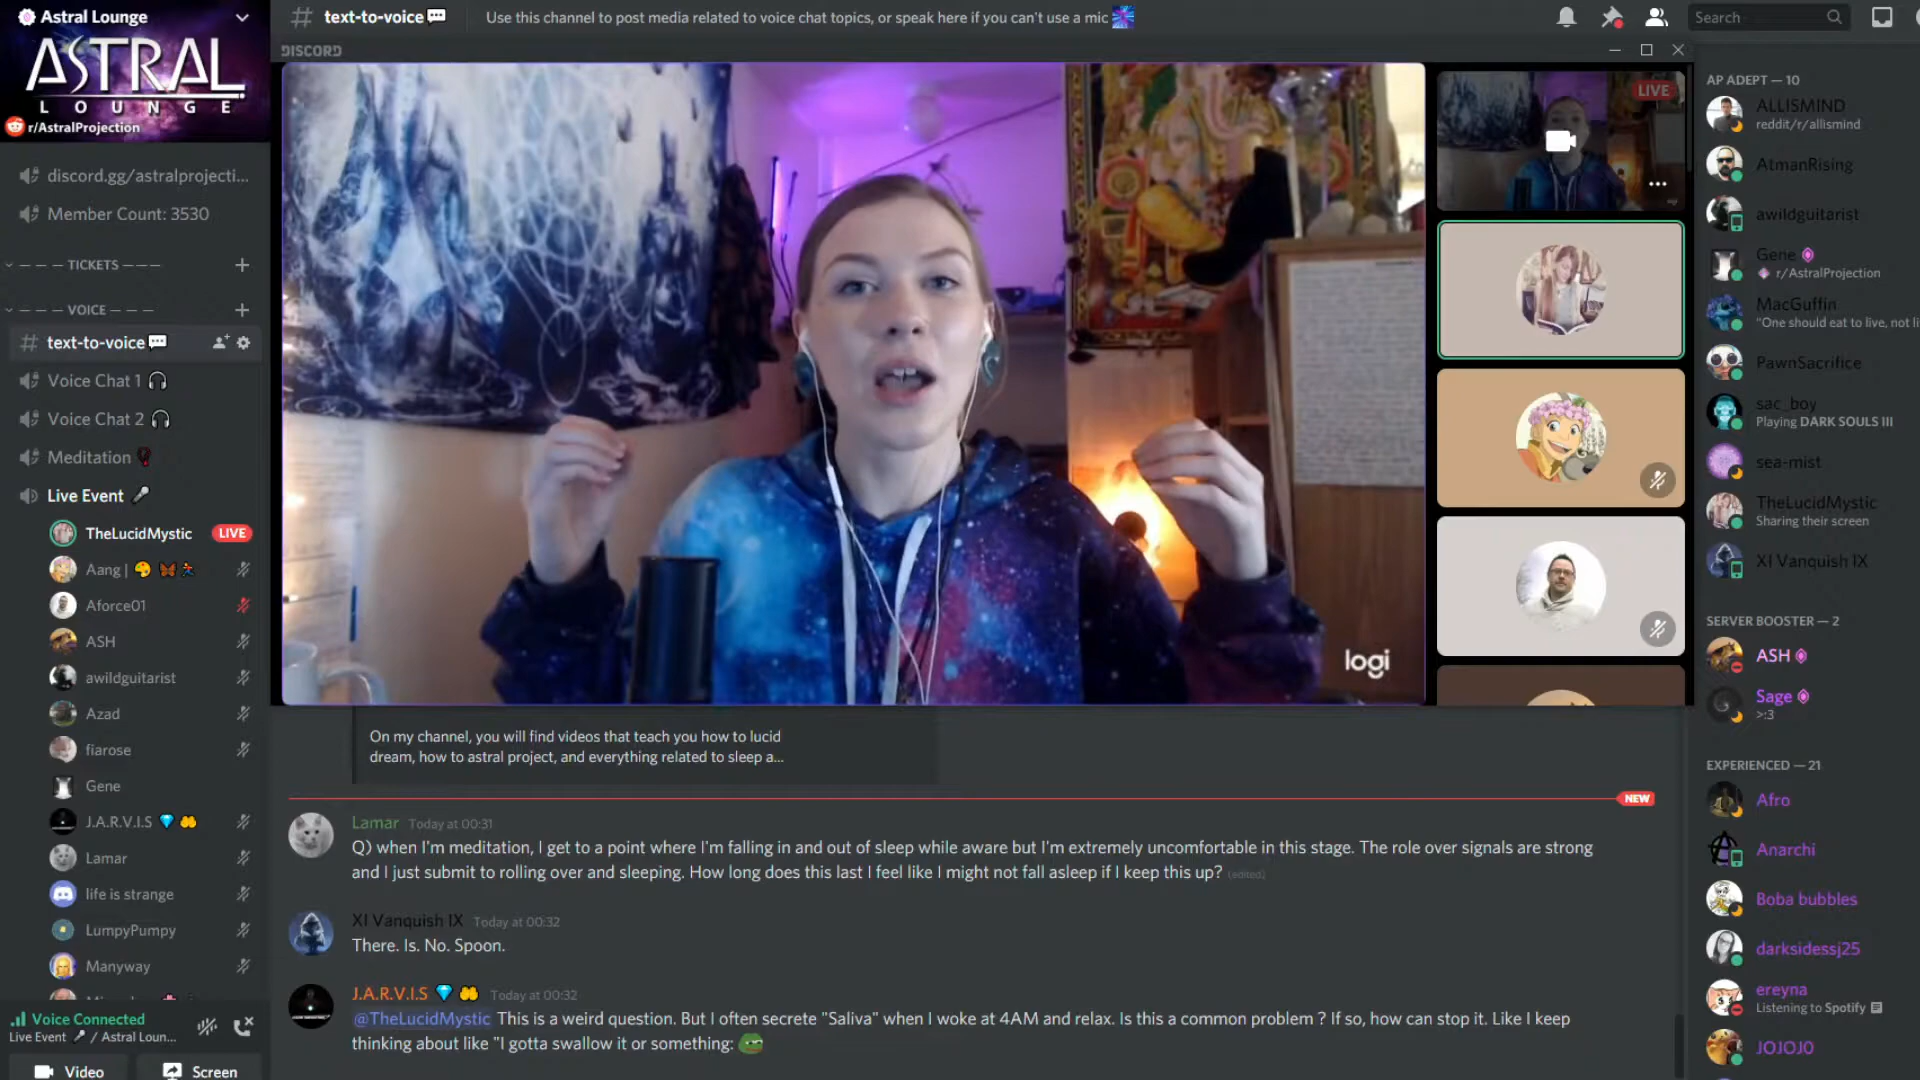 Astral Lounge
ASTRAL
LOUNGE
r/AstralProjection
discord.gg/astralprojecti...
Member Count: 3530
— — — TICKETS — — —
— — — VOICE — — —
text-to-voice
Voice Chat 1
Voice Chat 2
Meditation
Live Event
TheLucidMystic LIVE
Aang |
Aforce01
ASH
awildguitarist
Azad
fiarose
Gene
J.A.R.V.I.S
Lamar
life is strange
LumpyPumpy
Manyway
Voice Connected
Live Event / Astral Loun...
Video Screen
text-to-voice Use this channel to post media related to voice chat topics, or speak here if you can't use a mic
Search
DISCORD
LIVE
logi
On my channel, you will find videos that teach you how to lucid
dream, how to astral project, and everything related to sleep a...
NEW
Lamar Today at 00:31
Q) when I'm meditation, I get to a point where I'm falling in and out of sleep while aware but I'm extremely uncomfortable in this stage. The role over signals are strong
and I just submit to rolling over and sleeping. How long does this last I feel like I might not fall asleep if I keep this up? (edited)
XI Vanquish IX Today at 00:32
There. Is. No. Spoon.
J.A.R.V.I.S Today at 00:32
@TheLucidMystic This is a weird question. But I often secrete "Saliva" when I woke at 4AM and relax. Is this a common problem ? If so, how can stop it. Like I keep
thinking about like "I gotta swallow it or something:
AP ADEPT — 10
ALLISMIND
reddit/r/allismind
AtmanRising
awildguitarist
Gene
r/AstralProjection
MacGuffin
"One should eat to live, not li
PawnSacrifice
sac_boy
Playing DARK SOULS III
sea-mist
TheLucidMystic
Sharing their screen
XI Vanquish IX
SERVER BOOSTER — 2
ASH
Sage
>:3
EXPERIENCED — 21
Afro
Anarchi
Boba bubbles
darksidessj25
ereyna
Listening to Spotify
JOJOJ0